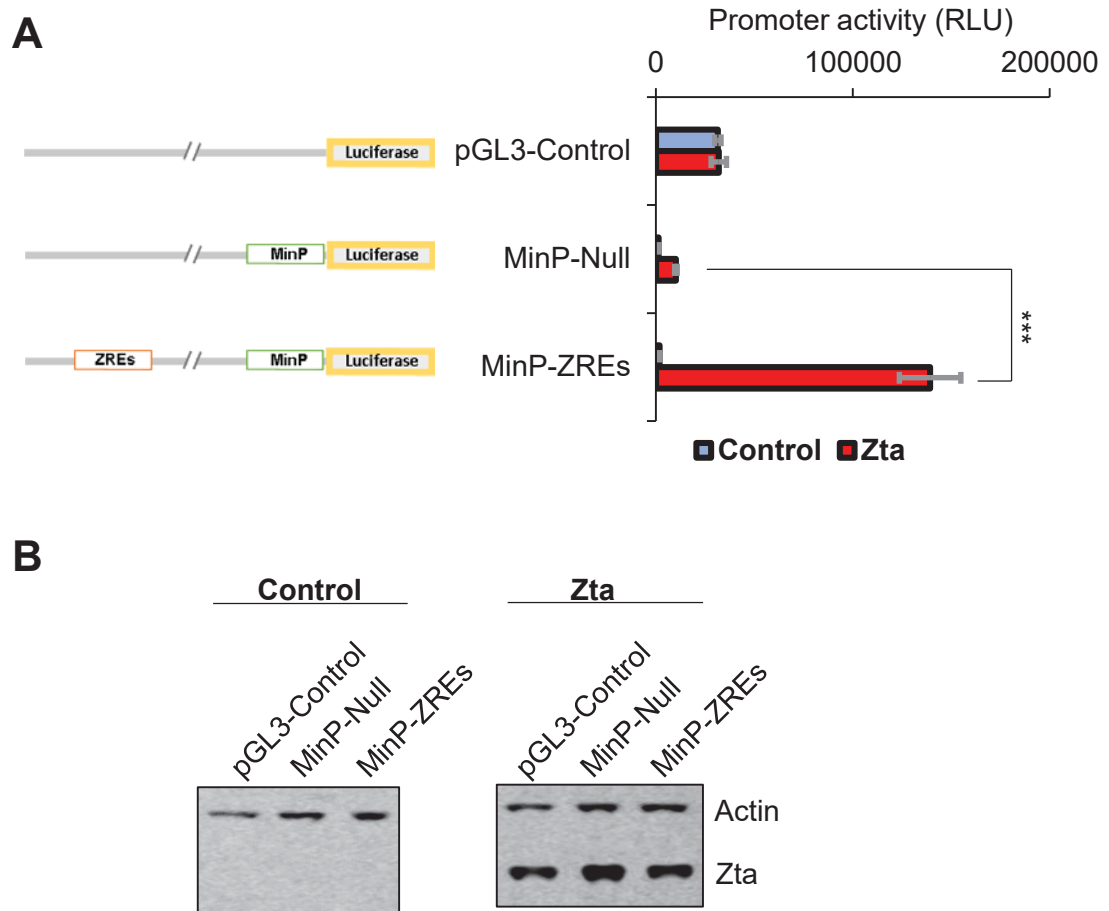 A
Promoter activity (RLU)
0 100000 200000
Luciferase pGL3-Control
MinP Luciferase MinP-Null
ZREs MinP Luciferase MinP-ZREs
***
Control Zta
B
Control Zta
pGL3-Control MinP-Null MinP-ZREs pGL3-Control MinP-Null MinP-ZREs
Actin
Zta